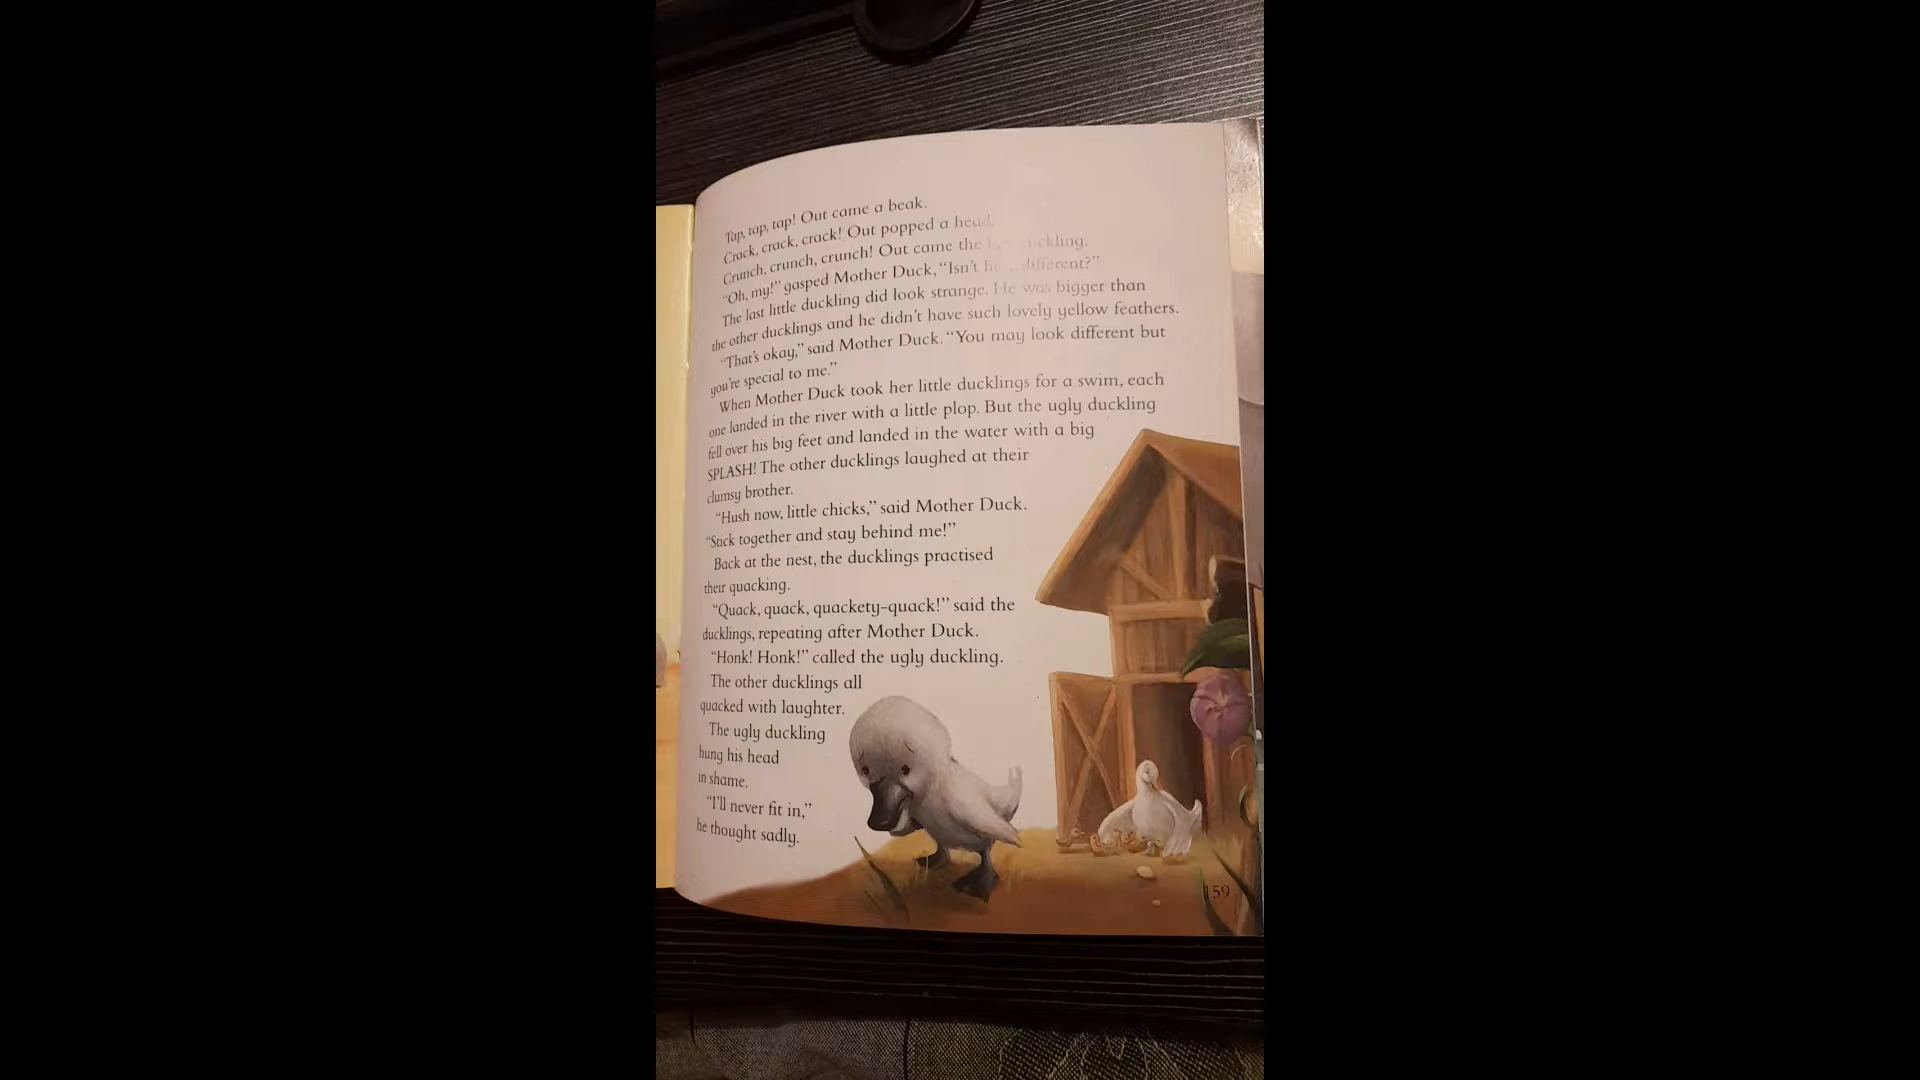 Tap, tap, tap! Out came a beak.
Crack, crack, crack! Out popped a head.
Crunch, crunch, crunch! Out came the duckling.
“Oh, my!” gasped Mother Duck, “Isn’t different?”
The last little duckling did look strange. He was bigger than
the other ducklings and he didn’t have such lovely yellow feathers.
“That’s okay,” said Mother Duck. “You may look different but
you’re special to me.”
When Mother Duck took her little ducklings for a swim, each
one landed in the river with a little plop. But the ugly duckling
fell over his big feet and landed in the water with a big
SPLASH! The other ducklings laughed at their
clumsy brother.
“Hush now, little chicks,” said Mother Duck.
“Stick together and stay behind me!”
Back at the nest, the ducklings practised
their quacking.
“Quack, quack, quackety-quack!” said the
ducklings, repeating after Mother Duck.
“Honk! Honk!” called the ugly duckling.
The other ducklings all
quacked with laughter.
The ugly duckling
hung his head
in shame.
“I’ll never fit in,”
he thought sadly.
159